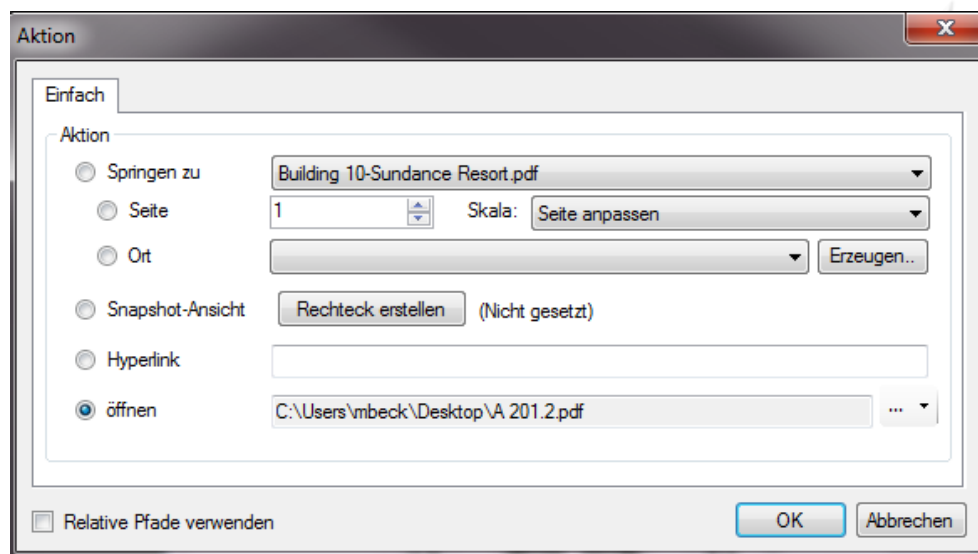 Aktion
Einfach
Aktion
Springen zu Building 10-Sundance Resort.pdf
Seite 1 Skala: Seite anpassen
Ort Erzeugen..
Snapshot-Ansicht Rechteck erstellen (Nicht gesetzt)
Hyperlink
öffnen C:\Users\mbeck\Desktop\A 201.2.pdf ...
Relative Pfade verwenden OK Abbrechen